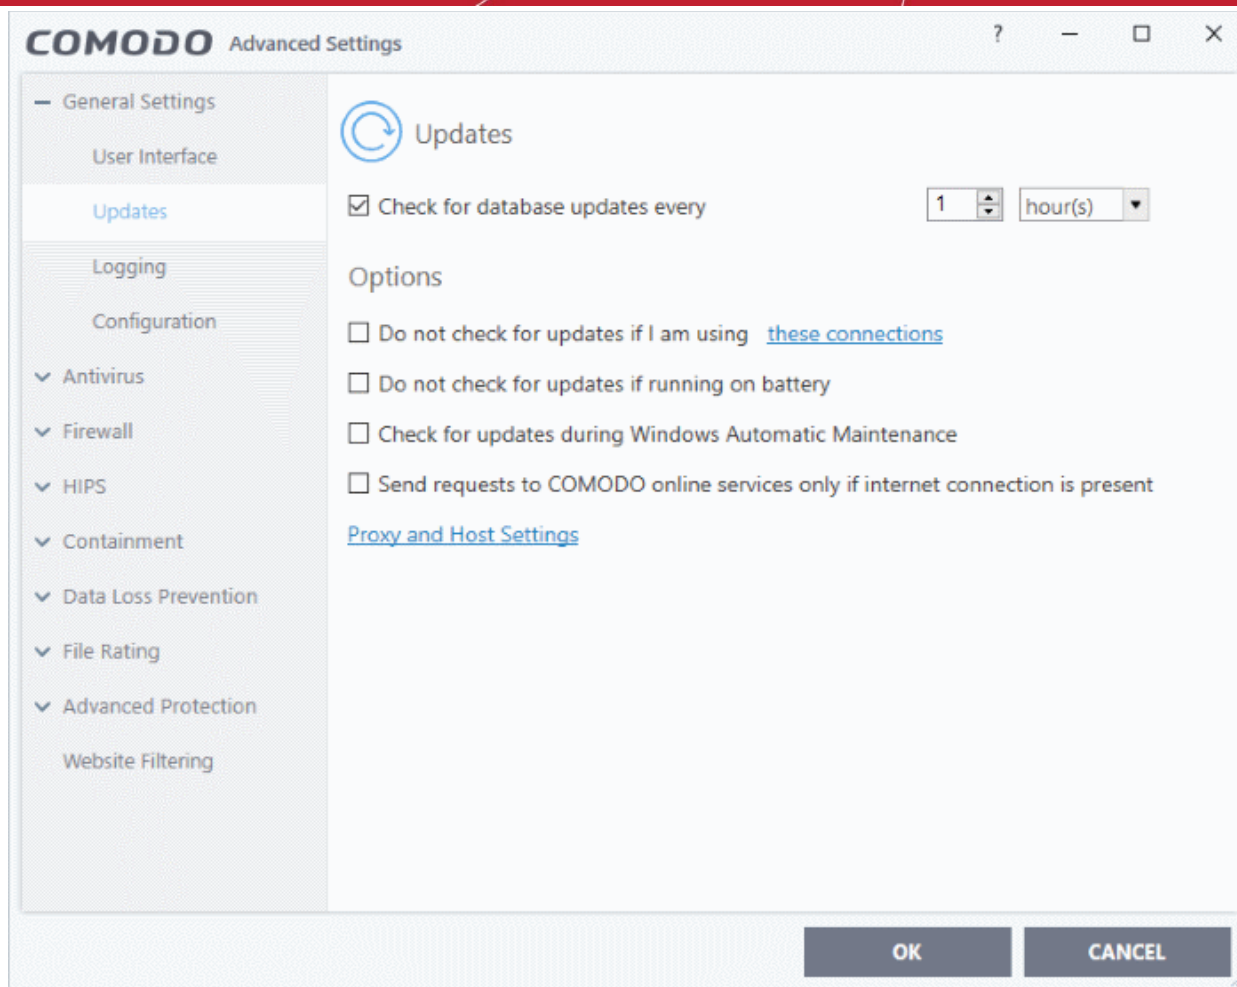 COMODO Advanced Settings ?
General Settings
User Interface
Updates
Logging
Configuration
Antivirus
Firewall
HIPS
Containment
Data Loss Prevention
File Rating
Advanced Protection
Website Filtering
Updates
Check for database updates every 1 hour(s)
Options
Do not check for updates if I am using these connections
Do not check for updates if running on battery
Check for updates during Windows Automatic Maintenance
Send requests to COMODO online services only if internet connection is present
Proxy and Host Settings
OK CANCEL